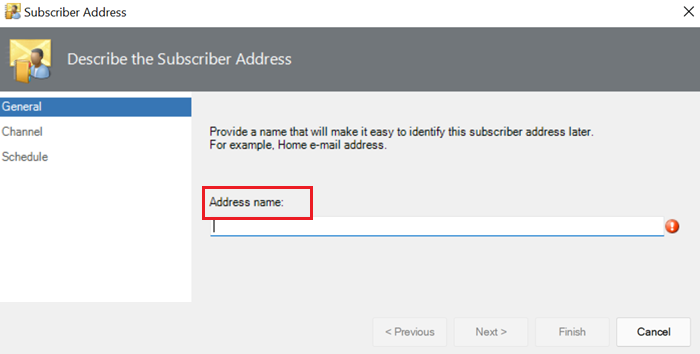 Subscriber Address
Describe the Subscriber Address
General
Channel
Schedule
Provide a name that will make it easy to identify this subscriber address later.
For example, Home e-mail address.
Address name:
< Previous
Next >
Finish
Cancel